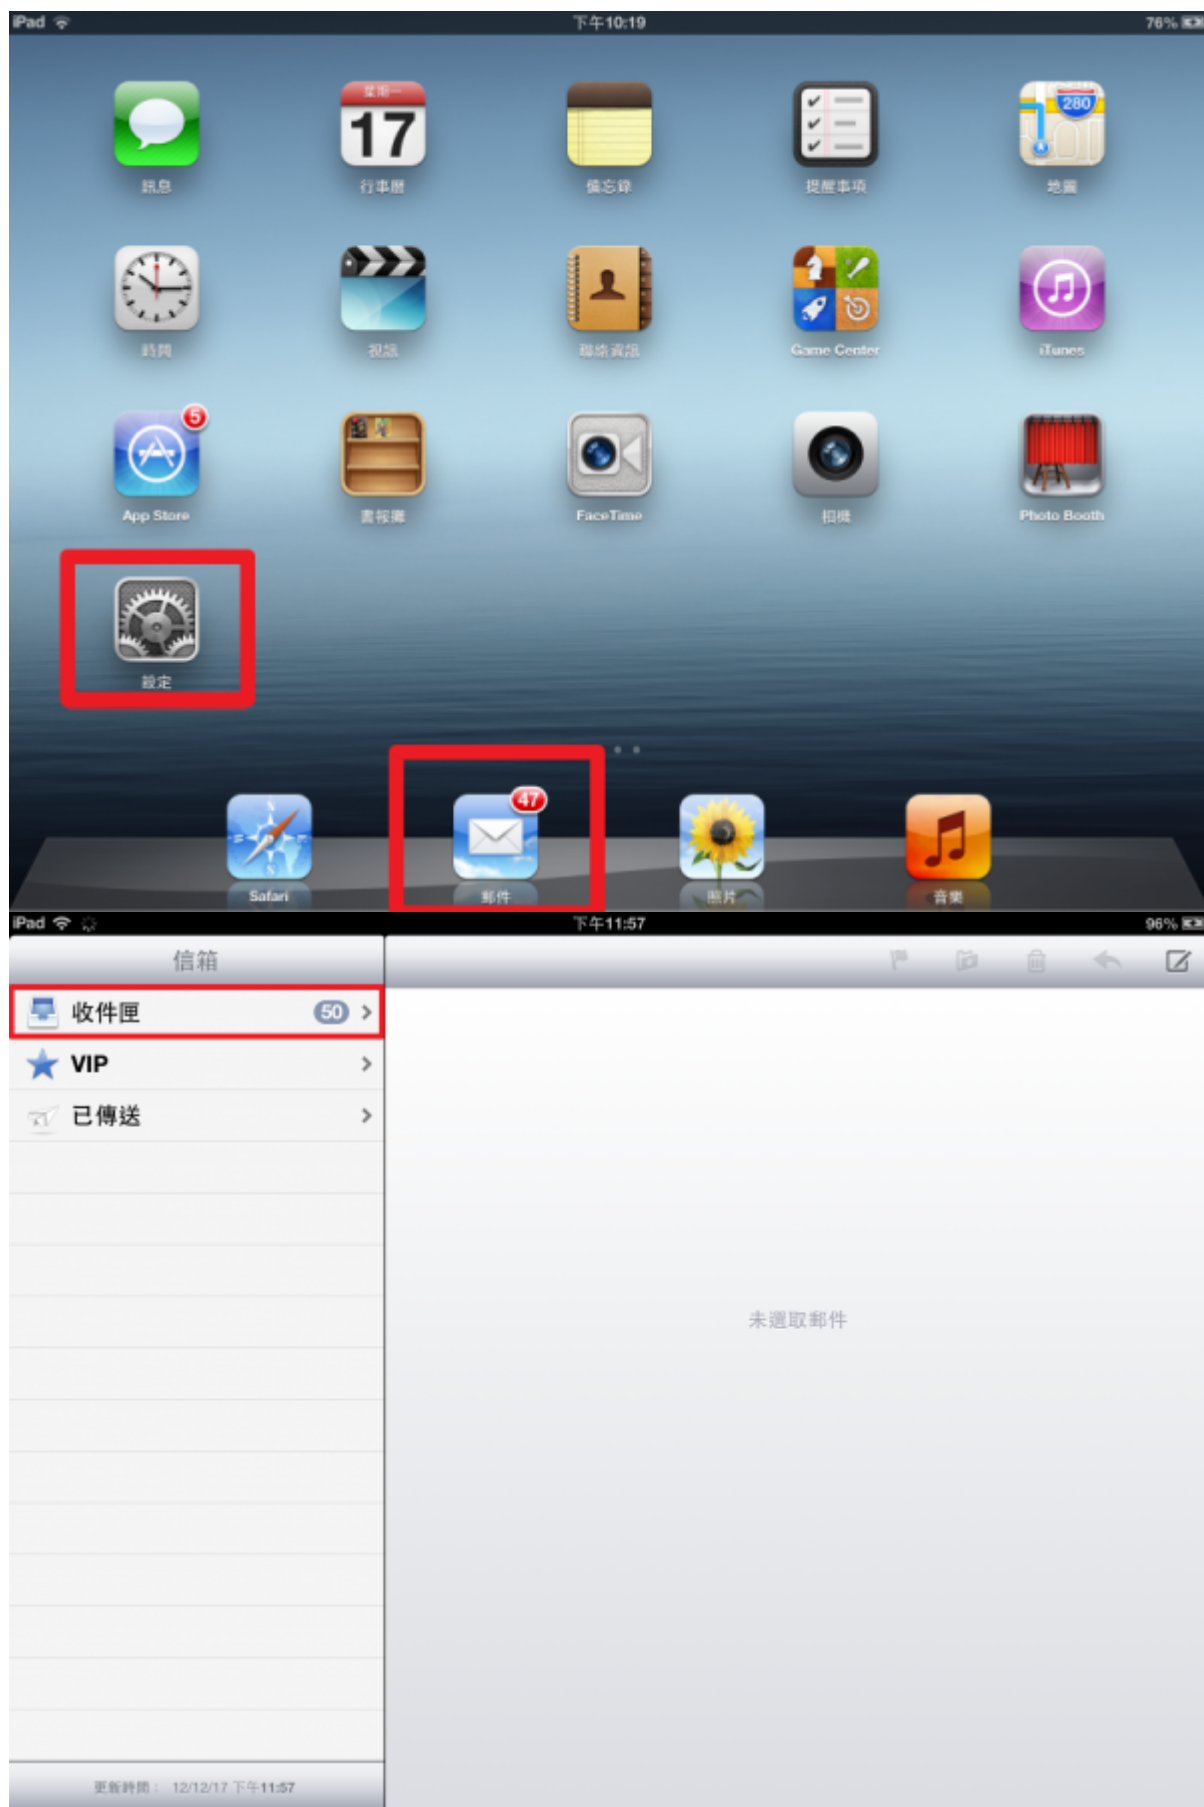 iPad 下午10:19 76%
星期一
17
280
訊息 行事曆 備忘錄 提醒事項 地圖
時間 視訊 聯絡資訊 Game Center iTunes
5
App Store 書報攤 FaceTime 相機 Photo Booth
設定
47
Safari 郵件 照片 音樂
iPad 下午11:57 96%
信箱
收件匣 50
VIP
已傳送
未選取郵件
更新時間： 12/12/17 下午11:57